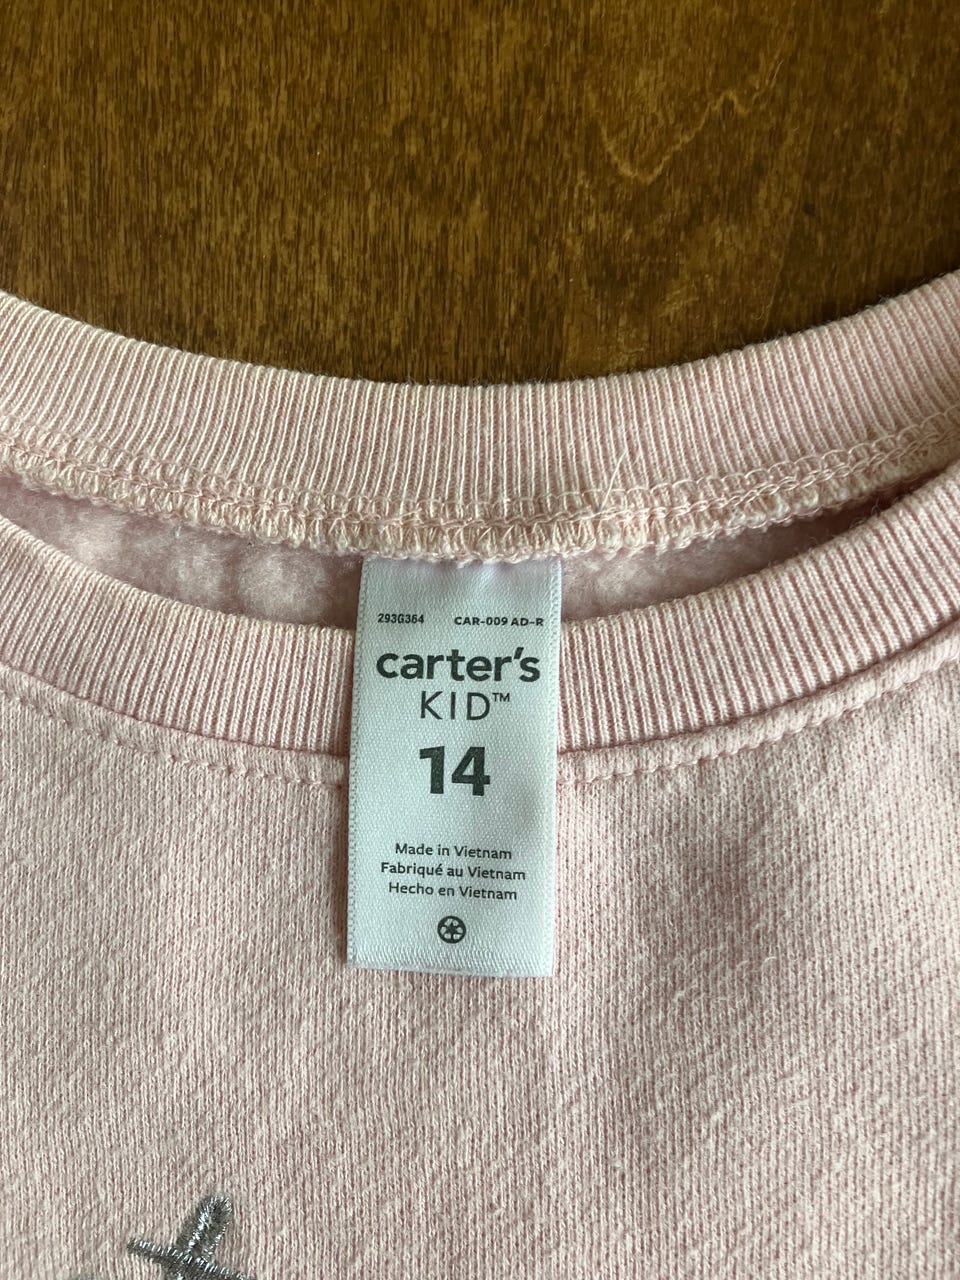 293G364 CAR-009 AD-R
carter's
KID™
14
Made in Vietnam
Fabriqué au Vietnam
Hecho en Vietnam